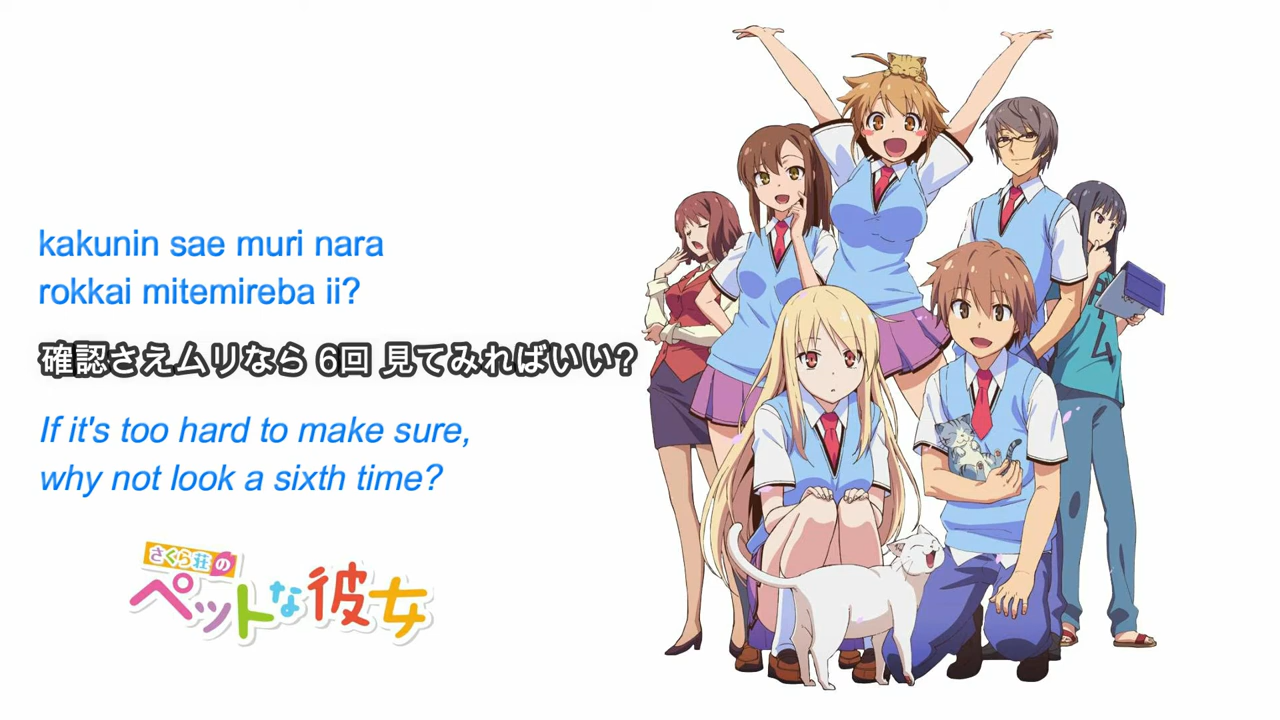 kakunin sae muri nara
rokkai mitemireba ii?
確認さえムリなら 6回 見てみればいい?
If it's too hard to make sure,
why not look a sixth time?
さくら荘の
ペットな彼女
ム